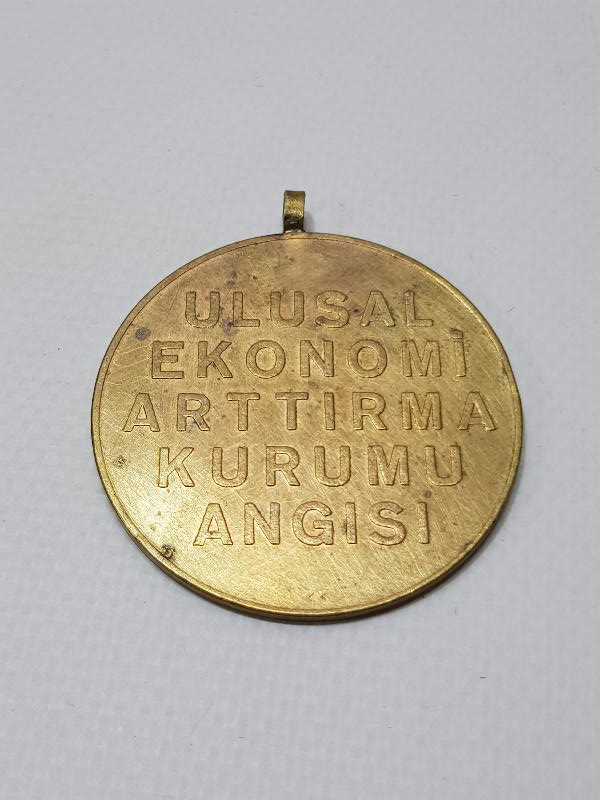 ULUSAL
EKONOMİ
ARTTIRMA
KURUMU
ANGISI